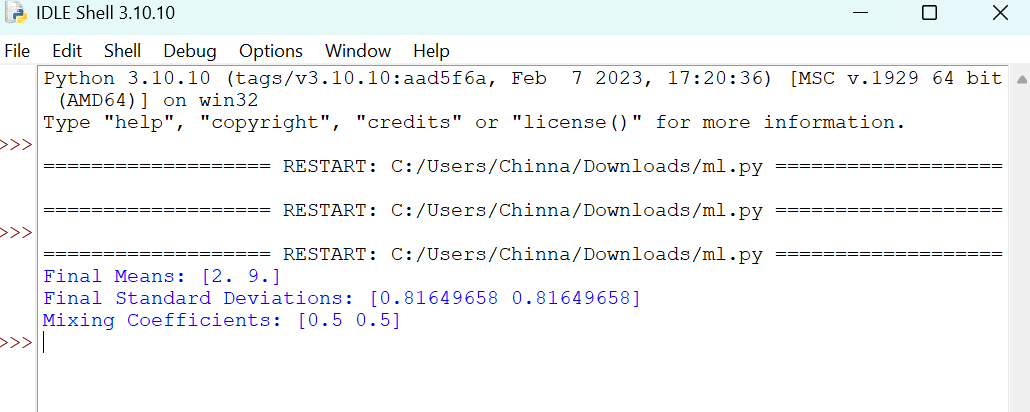 IDLE Shell 3.10.10
File Edit Shell Debug Options Window Help
Python 3.10.10 (tags/v3.10.10:aad5f6a, Feb  7 2023, 17:20:36) [MSC v.1929 64 bit
 (AMD64)] on win32
Type "help", "copyright", "credits" or "license()" for more information.
>>>
=================== RESTART: C:/Users/Chinna/Downloads/ml.py ===================
=================== RESTART: C:/Users/Chinna/Downloads/ml.py ===================
>>>
=================== RESTART: C:/Users/Chinna/Downloads/ml.py ===================
Final Means: [2. 9.]
Final Standard Deviations: [0.81649658 0.81649658]
Mixing Coefficients: [0.5 0.5]
>>>